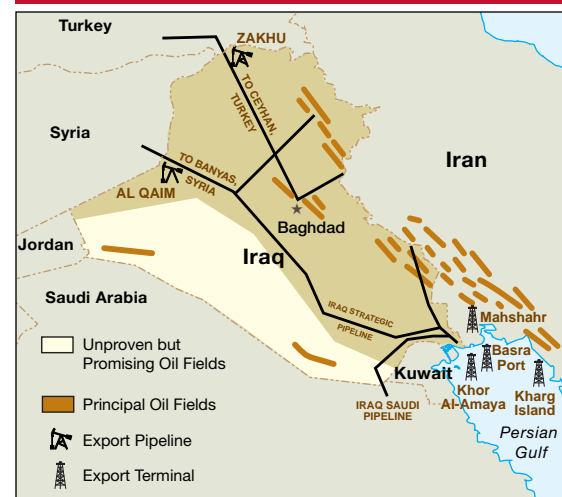 Turkey
ZAKHU
TO CEYHAN,
TURKEY
Syria
TO BANYAS,
SYRIA
Iran
AL QAIM
Baghdad
Jordan
Iraq
Saudi Arabia
IRAQ STRATEGIC
PIPELINE
Mahshahr
Unproven but
Promising Oil Fields
Basra
Port
Kuwait
Khor
Al-Amaya
Kharg
Island
Principal Oil Fields
IRAQ SAUDI
PIPELINE
Persian
Gulf
Export Pipeline
Export Terminal